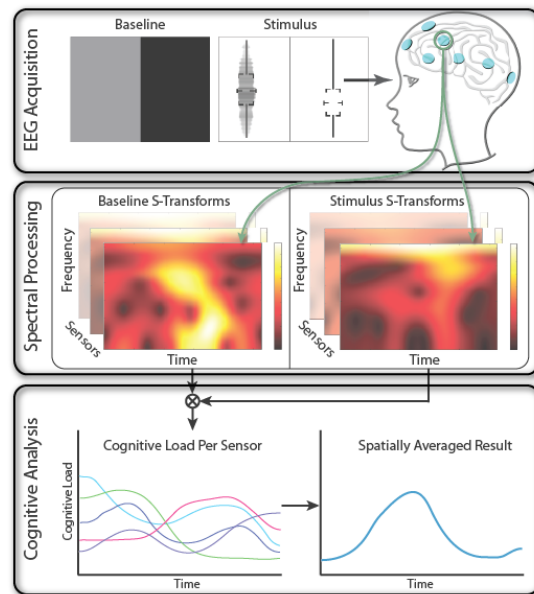 EEG Acquisition
Baseline
Stimulus
Spectral Processing
Baseline S-Transforms
Stimulus S-Transforms
Frequency
Sensors
Time
Frequency
Sensors
Time
Cognitive Analysis
Cognitive Load Per Sensor
Spatially Averaged Result
Cognitive Load
Time
Time